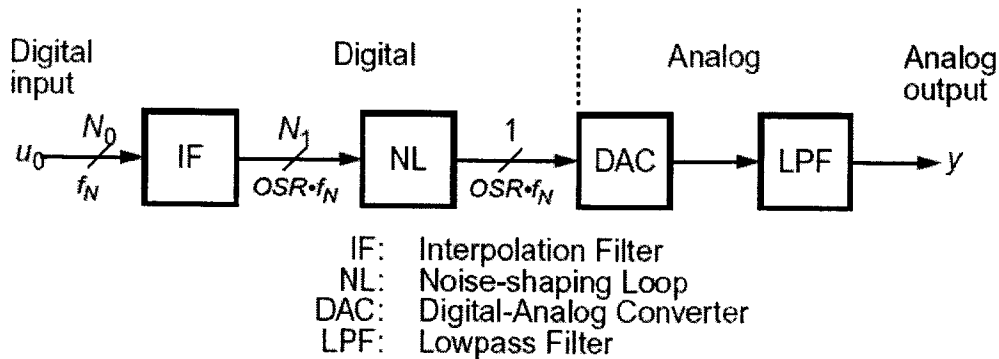 Digital input
Digital
Analog
Analog output
u0
N0
fN
IF
N1
OSR•fN
NL
1
OSR•fN
DAC
LPF
y
IF: Interpolation Filter
NL: Noise-shaping Loop
DAC: Digital-Analog Converter
LPF: Lowpass Filter